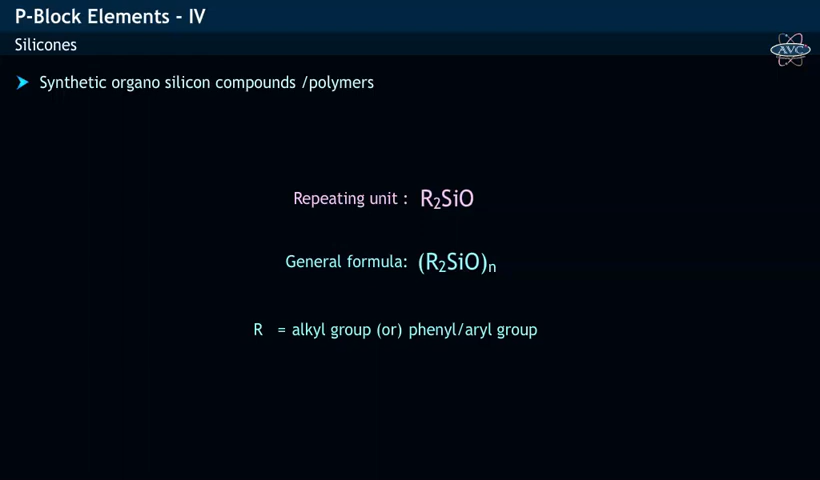 P-Block Elements - IV
Silicones
AVC
➤ Synthetic organo silicon compounds /polymers
Repeating unit : R₂SiO
General formula: (R₂SiO)ₙ
R = alkyl group (or) phenyl/aryl group